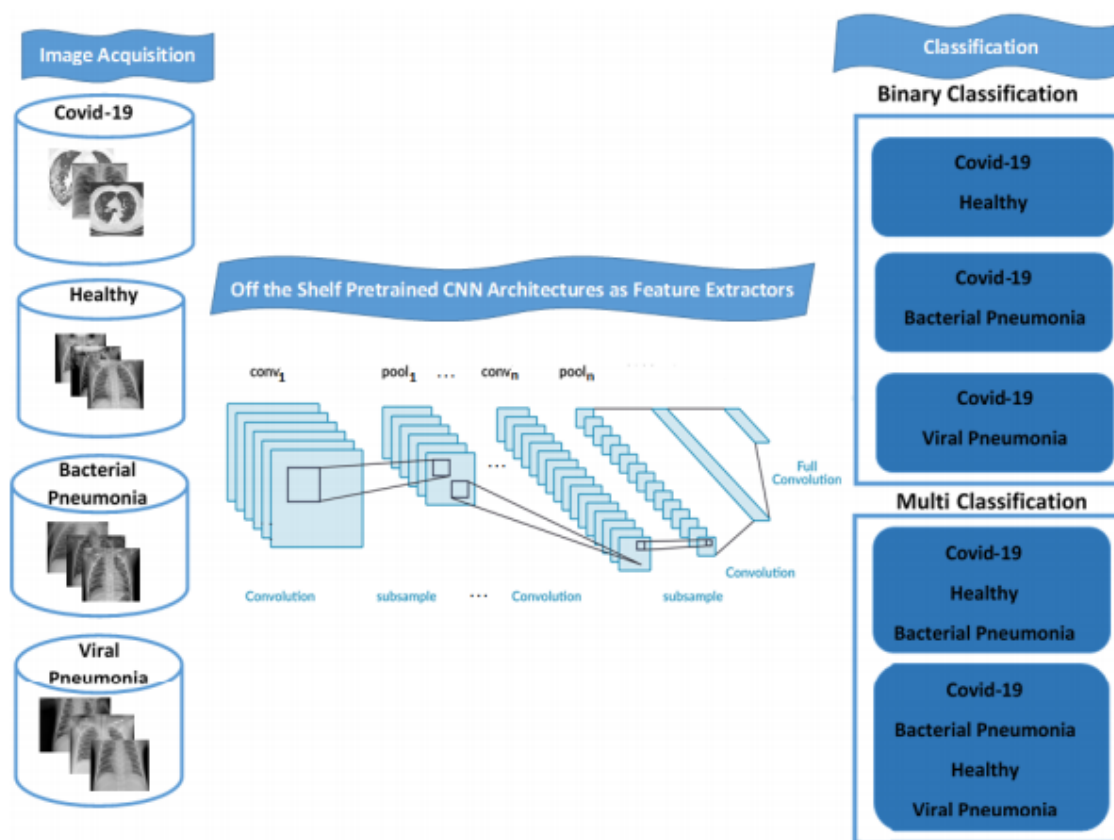 Image Acquisition
Covid-19
Healthy
Bacterial
Pneumonia
Viral
Pneumonia
Off the Shelf Pretrained CNN Architectures as Feature Extractors
conv1 pool1 ... convn pooln ....
...
Full
Convolution
Convolution
Convolution subsample ... Convolution subsample
Classification
Binary Classification
Covid-19
Healthy
Covid-19
Bacterial Pneumonia
Covid-19
Viral Pneumonia
Multi Classification
Covid-19
Healthy
Bacterial Pneumonia
Covid-19
Bacterial Pneumonia
Healthy
Viral Pneumonia